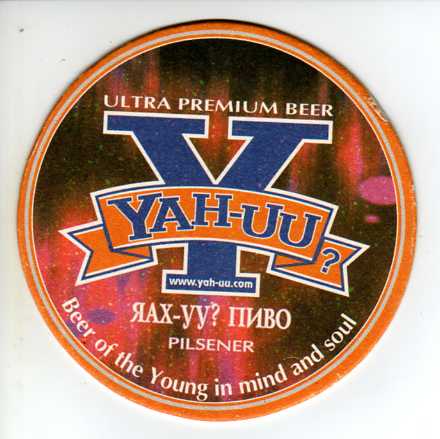 ULTRA PREMIUM BEER
Y
YAH-UU?
www.yah-uu.com
ЯАХ-УУ? ПИВО
PILSENER
Beer of the Young in mind and soul